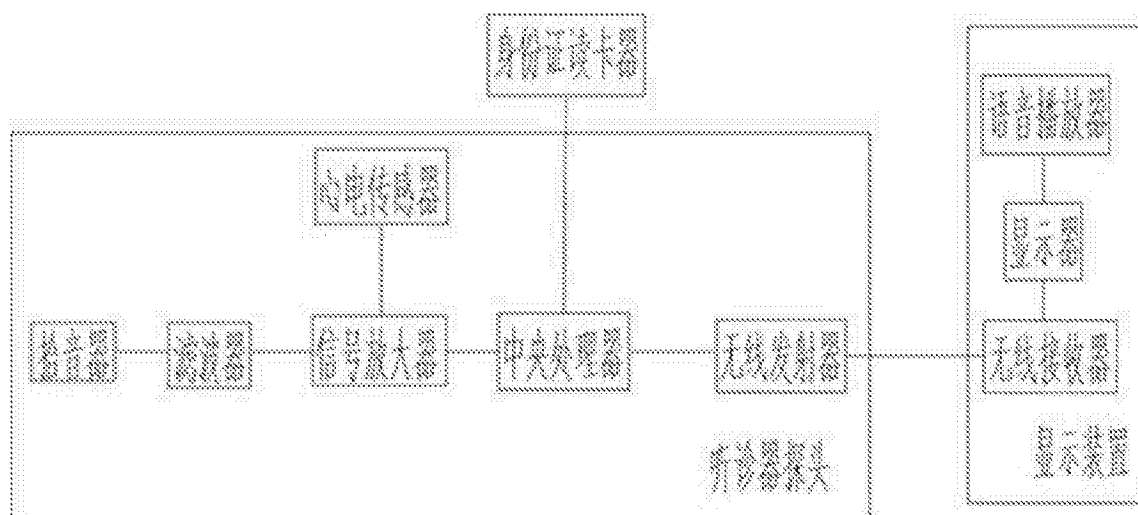 身份证读卡器
语音播放器
心电传感器
显示器
拾音器
滤波器
信号放大器
中央处理器
无线发射器
无线接收器
听诊器探头
显示装置